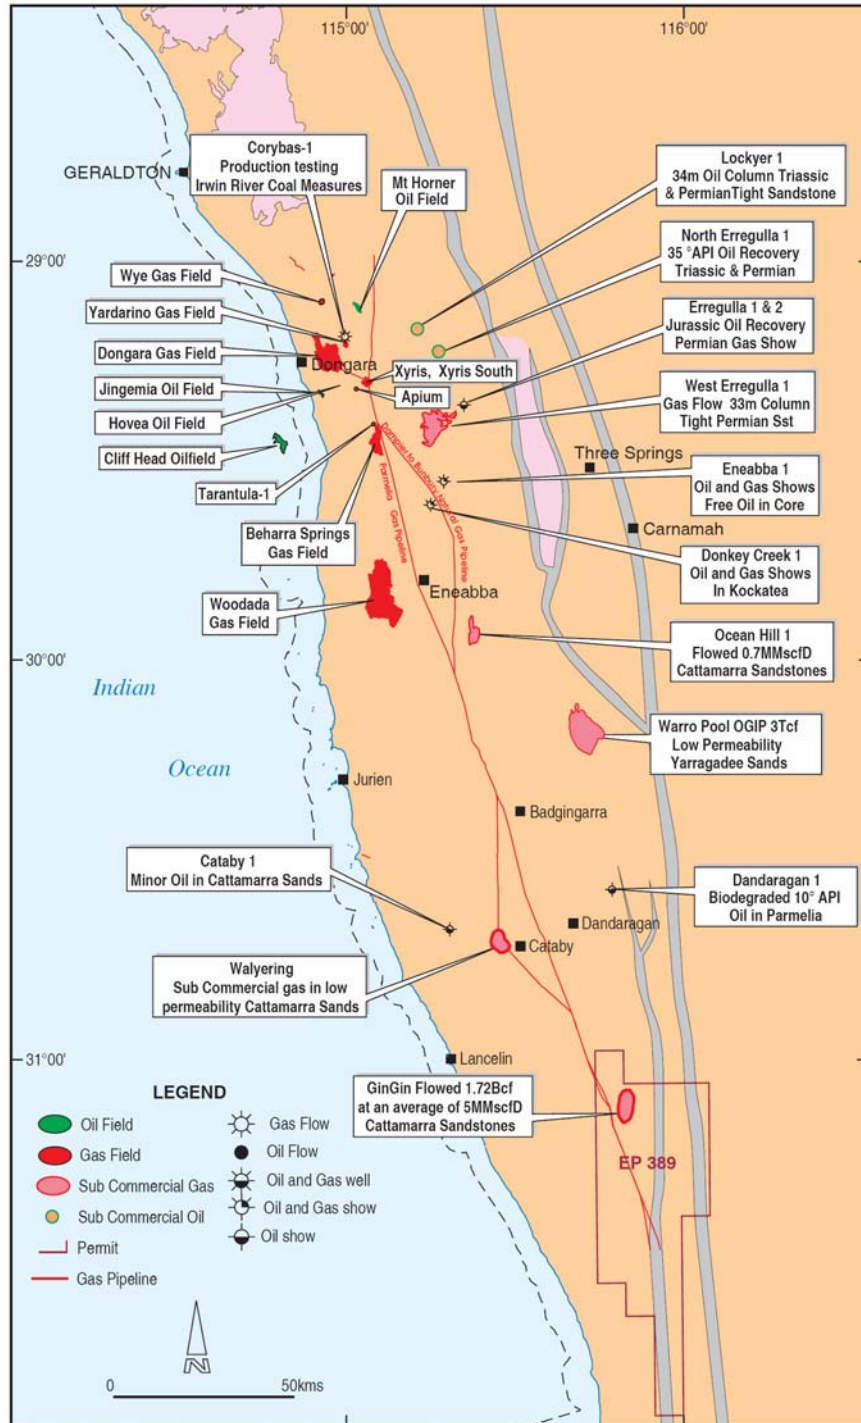 115°00'
116°00'
GERALDTON
Corybas-1
Production testing
Irwin River Coal Measures
Mt Horner
Oil Field
Lockyer 1
34m Oil Column Triassic
& PermianTight Sandstone
29°00'
North Erregulla 1
35 °API Oil Recovery
Triassic & Permian
Wye Gas Field
Yardarino Gas Field
Dongara Gas Field
Dongara
Jingemia Oil Field
Hovea Oil Field
Cliff Head Oilfield
Tarantula-1
Beharra Springs
Gas Field
Woodada
Gas Field
Xyris, Xyris South
Apium
Erregulla 1 & 2
Jurassic Oil Recovery
Permian Gas Show
West Erregulla 1
Gas Flow 33m Column
Tight Permian Sst
Three Springs
Eneabba 1
Oil and Gas Shows
Free Oil in Core
Carnamah
Donkey Creek 1
Oil and Gas Shows
In Kockatea
Dampier to Bunbury Natural Gas Pipeline
Parmelia Gas Pipeline
Eneabba
Ocean Hill 1
Flowed 0.7MMscfD
Cattamarra Sandstones
30°00'
Indian
Ocean
Warro Pool OGIP 3Tcf
Low Permeability
Yarragadee Sands
Jurien
Badgingarra
Cataby 1
Minor Oil in Cattamarra Sands
Dandaragan 1
Biodegraded 10° API
Oil in Parmelia
Dandaragan
Cataby
Walyering
Sub Commercial gas in low
permeability Cattamarra Sands
31°00'
Lancelin
GinGin Flowed 1.72Bcf
at an average of 5MMscfD
Cattamarra Sandstones
EP 389
LEGEND
Oil Field
Gas Field
Sub Commercial Gas
Sub Commercial Oil
Permit
Gas Pipeline
Gas Flow
Oil Flow
Oil and Gas well
Oil and Gas show
Oil show
N
0
50kms